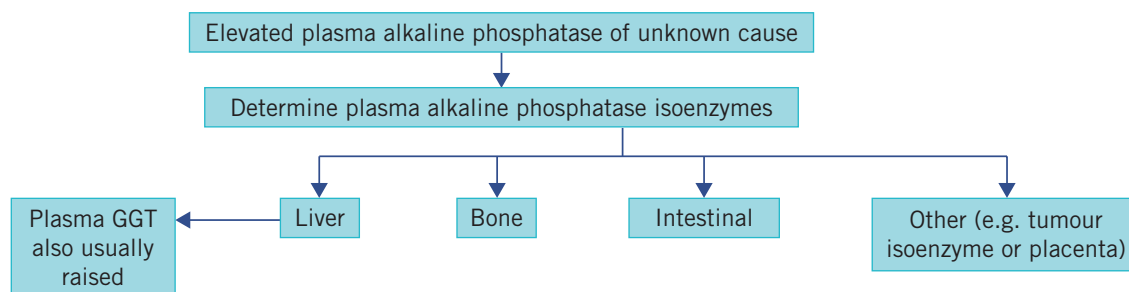 Elevated plasma alkaline phosphatase of unknown cause
Determine plasma alkaline phosphatase isoenzymes
Plasma GGT
also usually
raised
Liver
Bone
Intestinal
Other (e.g. tumour
isoenzyme or placenta)